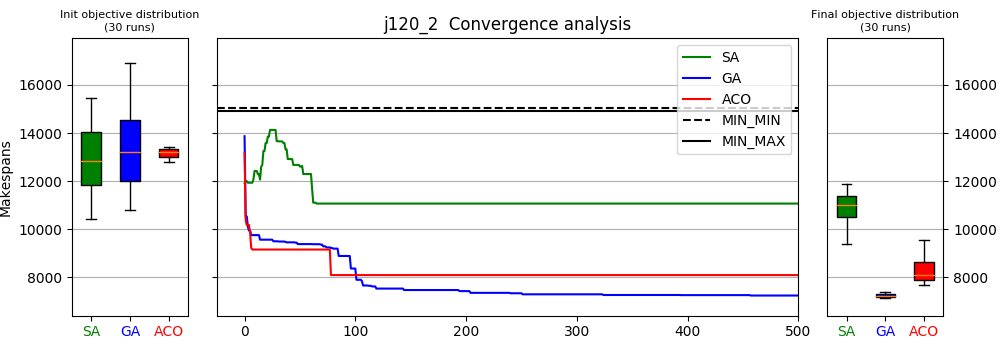 Init objective distribution
(30 runs)
j120_2  Convergence analysis
Final objective distribution
(30 runs)
Makespans
16000
14000
12000
10000
8000
SA
GA
ACO
SA
GA
ACO
MIN_MIN
MIN_MAX
0
100
200
300
400
500
16000
14000
12000
10000
8000
SA
GA
ACO